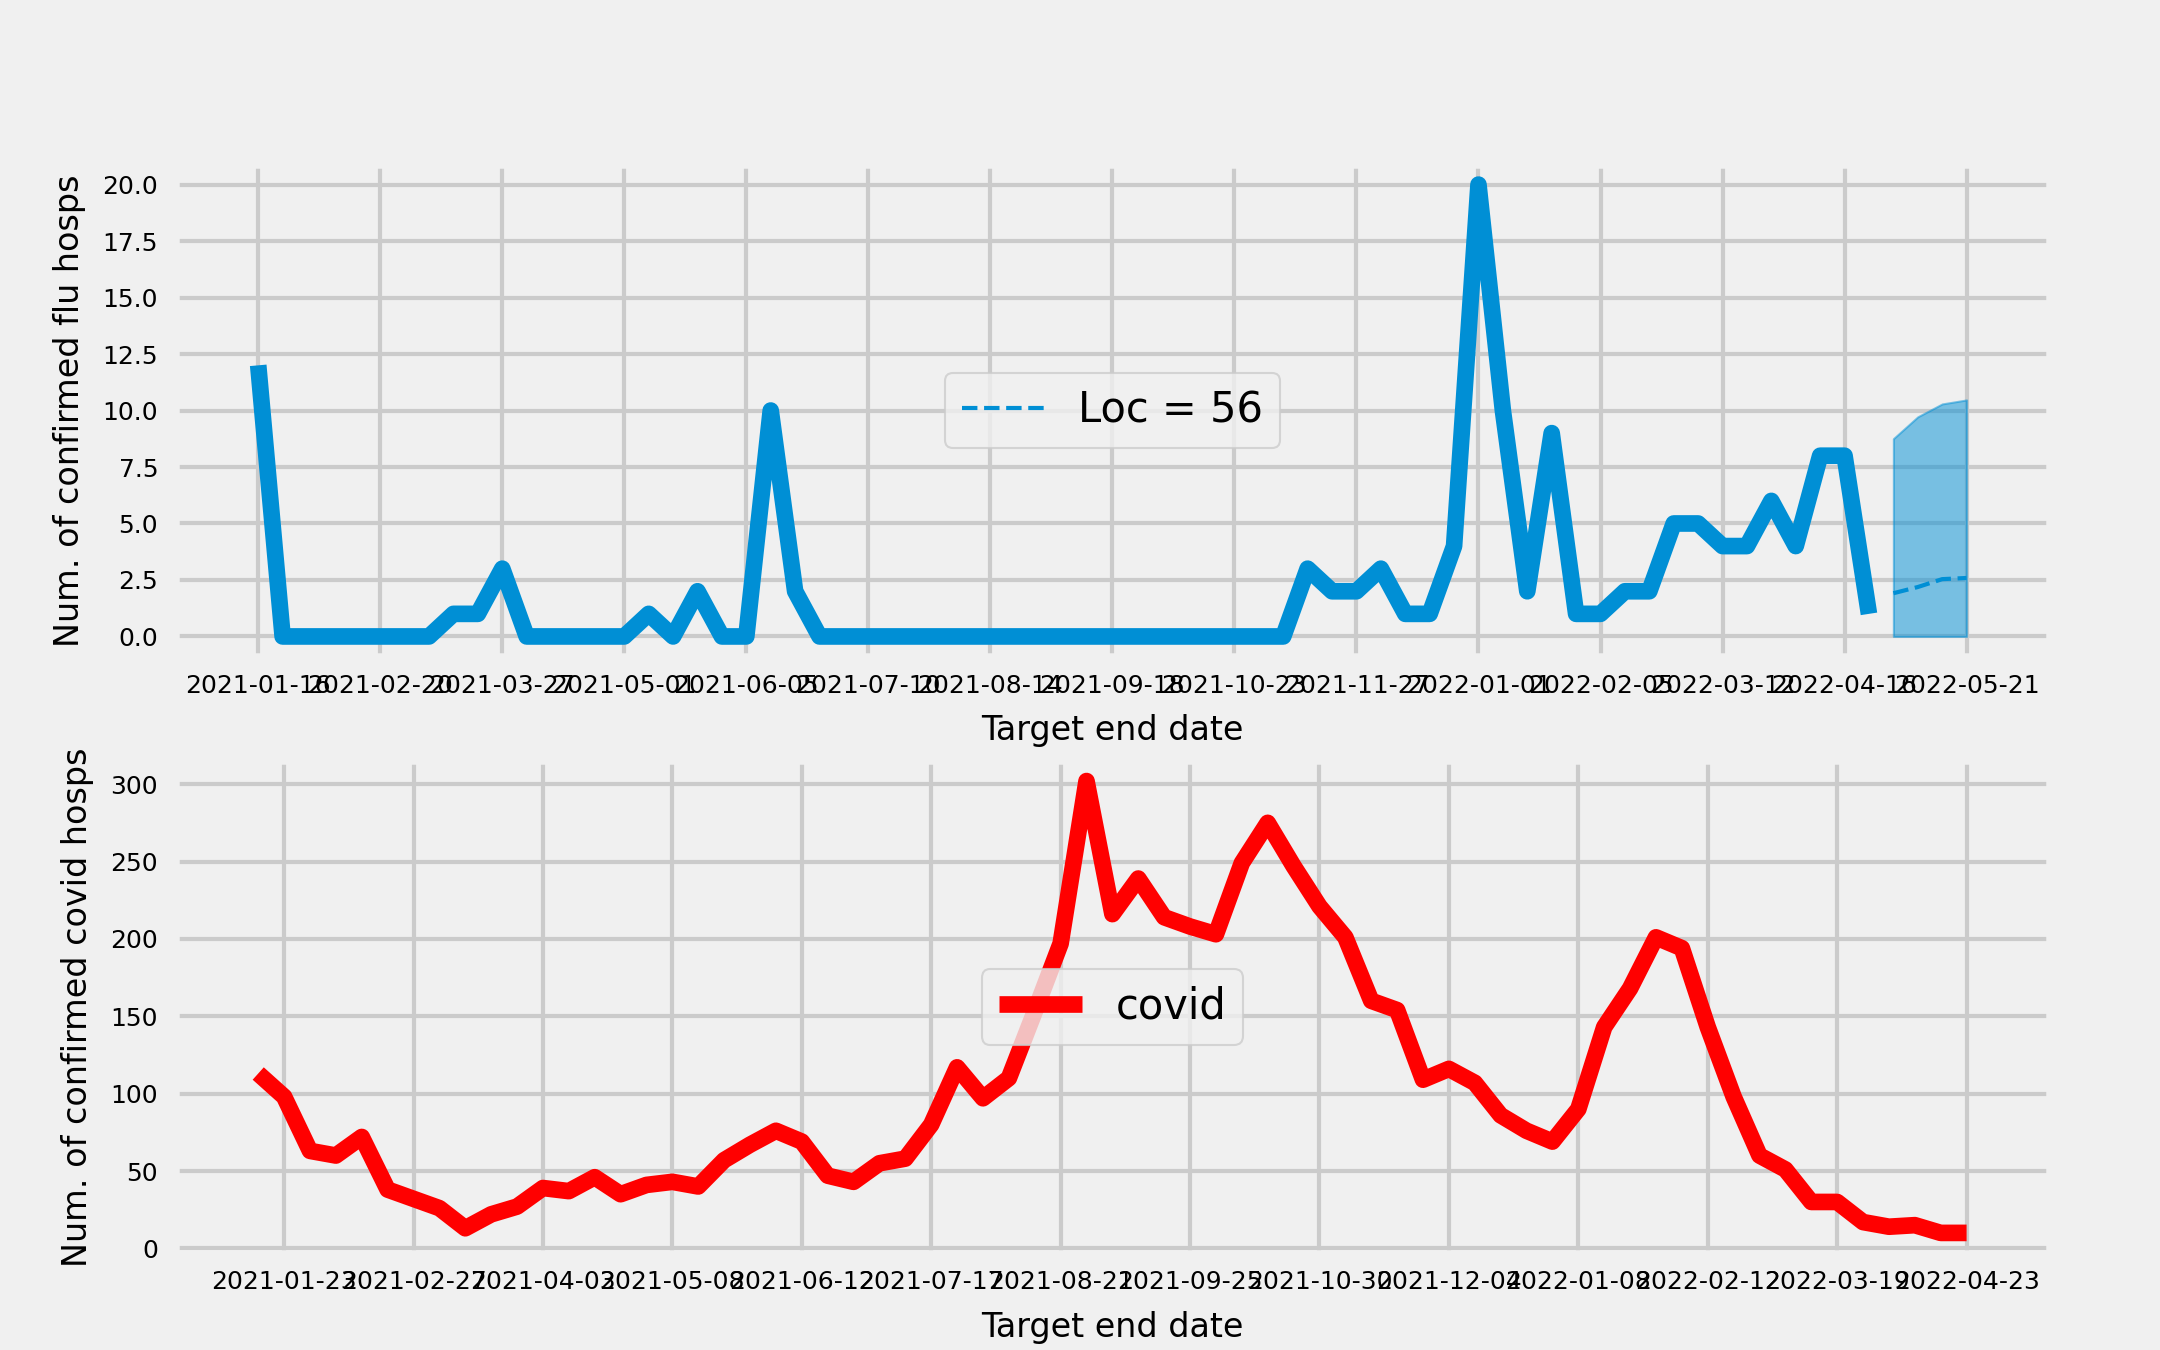 Num. of confirmed flu hosps
20.0
17.5
15.0
12.5
10.0
7.5
5.0
2.5
0.0
Loc = 56
2021-01-16 2021-02-20 2021-03-27 2021-05-01 2021-06-05 2021-07-10 2021-08-14 2021-09-18 2021-10-23 2021-11-27 2022-01-01 2022-02-05 2022-03-12 2022-04-16 2022-05-21
Target end date
Num. of confirmed covid hosps
300
250
200
150
100
50
0
covid
2021-01-23 2021-02-27 2021-04-03 2021-05-08 2021-06-12 2021-07-17 2021-08-21 2021-09-25 2021-10-30 2021-12-04 2022-01-08 2022-02-12 2022-03-19 2022-04-23
Target end date